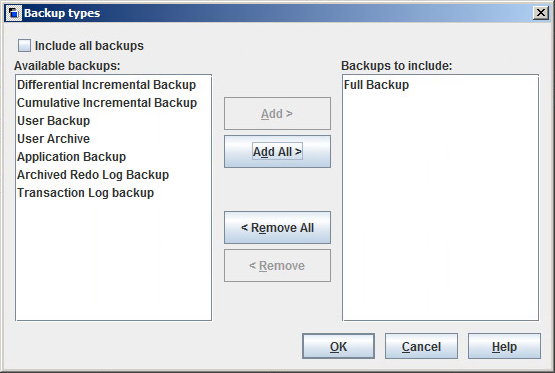 Backup types
Include all backups
Available backups:
Backups to include:
Differential Incremental Backup
Cumulative Incremental Backup
User Backup
User Archive
Application Backup
Archived Redo Log Backup
Transaction Log backup
Add >
Add All >
< Remove All
< Remove
Full Backup
OK
Cancel
Help